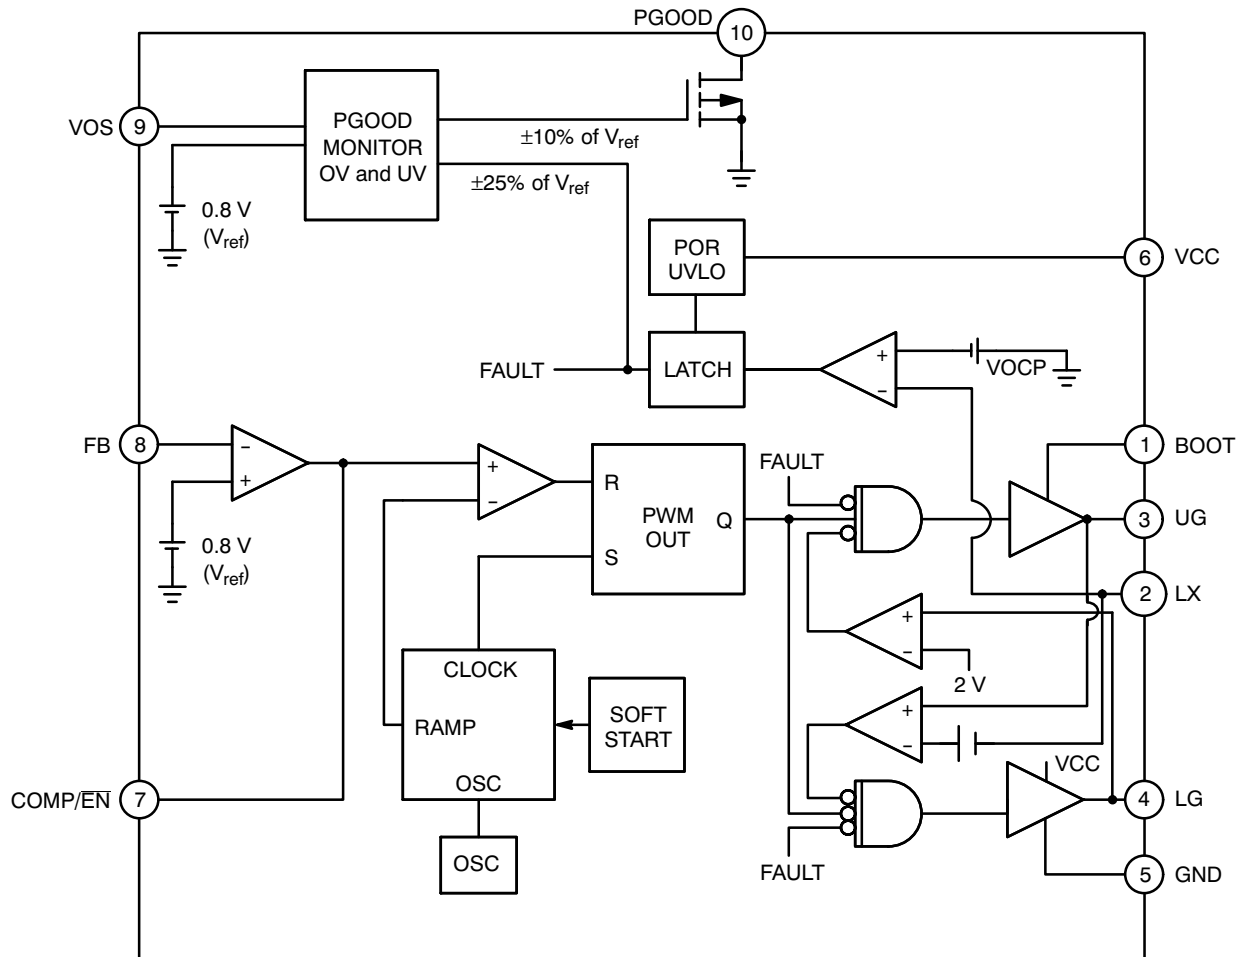 PGOOD
10
VOS
9
PGOOD
MONITOR
OV and UV
±10% of Vref
±25% of Vref
0.8 V
(Vref)
POR
UVLO
6
VCC
FAULT
LATCH
+
−
VOCP
FB
8
−
+
0.8 V
(Vref)
+
−
R
S
PWM
OUT
Q
FAULT
1
BOOT
3
UG
2
LX
+
−
2 V
CLOCK
RAMP
OSC
SOFT
START
+
−
VCC
COMP/EN
7
4
LG
OSC
FAULT
5
GND